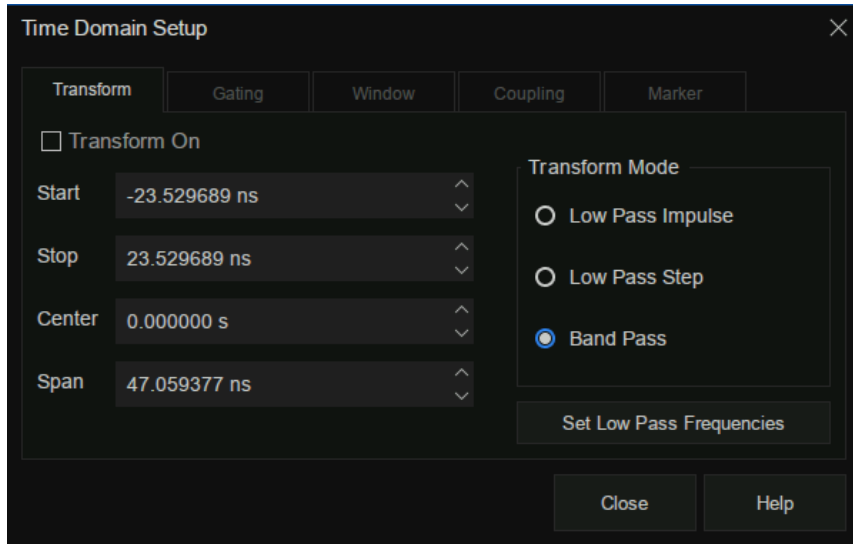 Time Domain Setup
Transform Gating Window Coupling Marker
Transform On
Start -23.529689 ns
Stop 23.529689 ns
Center 0.000000 s
Span 47.059377 ns
Transform Mode
Low Pass Impulse
Low Pass Step
Band Pass
Set Low Pass Frequencies
Close Help